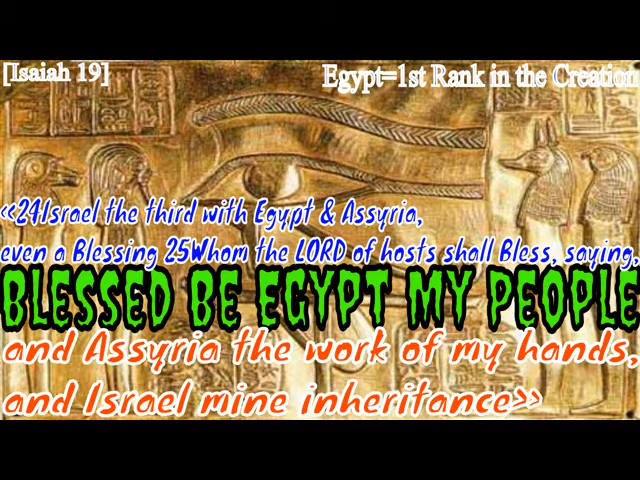 [Isaiah 19]
Egypt=1st Rank in the Creation
«24Israel the third with Egypt & Assyria,
even a Blessing 25Whom the LORD of hosts shall Bless, saying,
BLESSED BE EGYPT MY PEOPLE
and Assyria the work of my hands,
and Israel mine inheritance»